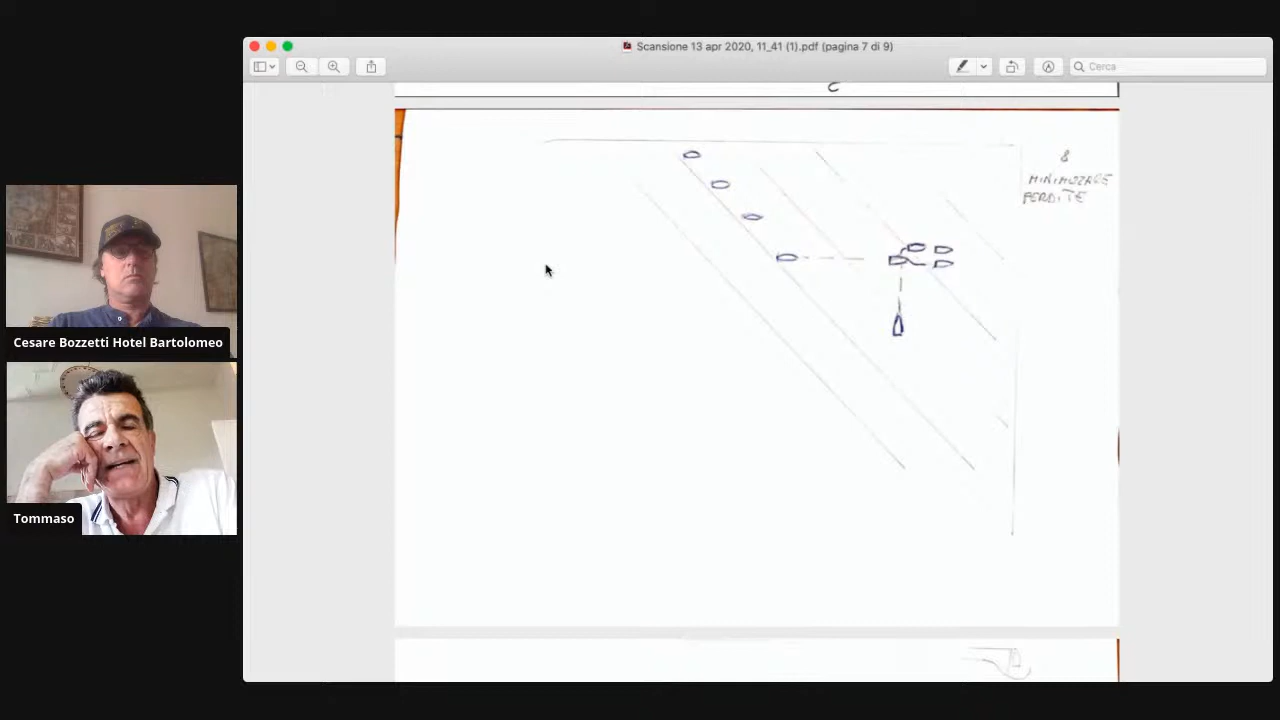 Scansione 13 apr 2020, 11_41 (1).pdf (pagina 7 di 9)
Cerca
8
MINIMIZZARE
PERDITE
Cesare Bozzetti Hotel Bartolomeo
Tommaso